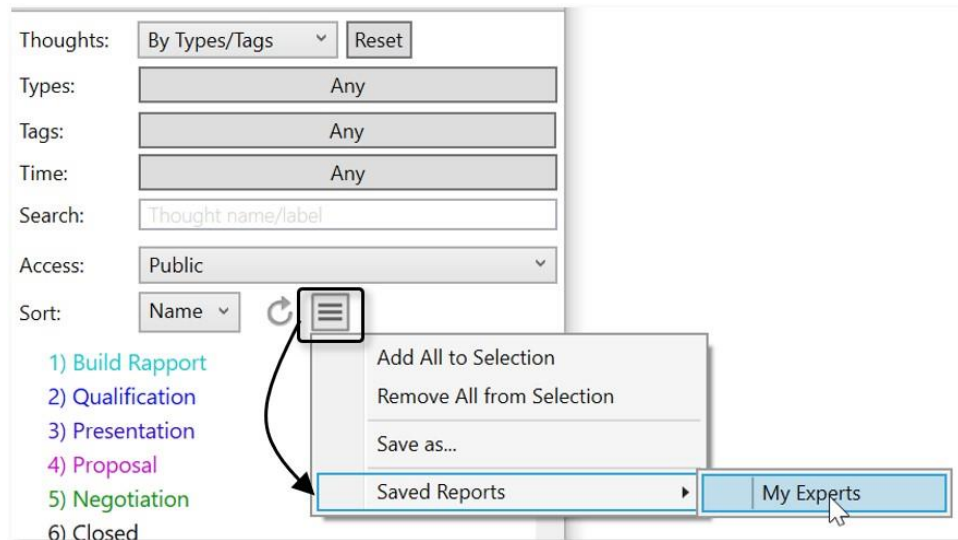 Thoughts: By Types/Tags Reset
Types: Any
Tags: Any
Time: Any
Search: Thought name/label
Access: Public
Sort: Name
1) Build Rapport
2) Qualification
3) Presentation
4) Proposal
5) Negotiation
6) Closed
Add All to Selection
Remove All from Selection
Save as...
Saved Reports
My Experts